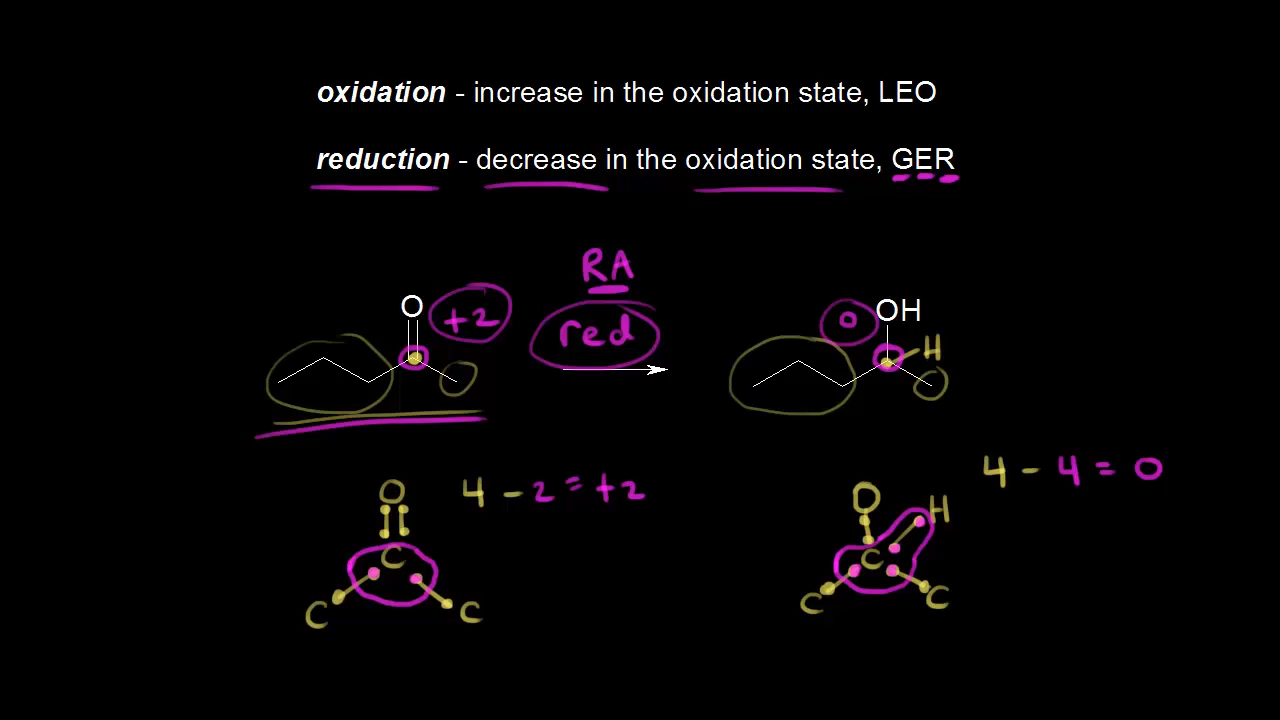 oxidation - increase in the oxidation state, LEO
reduction - decrease in the oxidation state, GER
RA
red
O
+2
O
OH
H
4 - 2 = +2
4 - 4 = 0
O
C
C
C
O
H
C
C
C